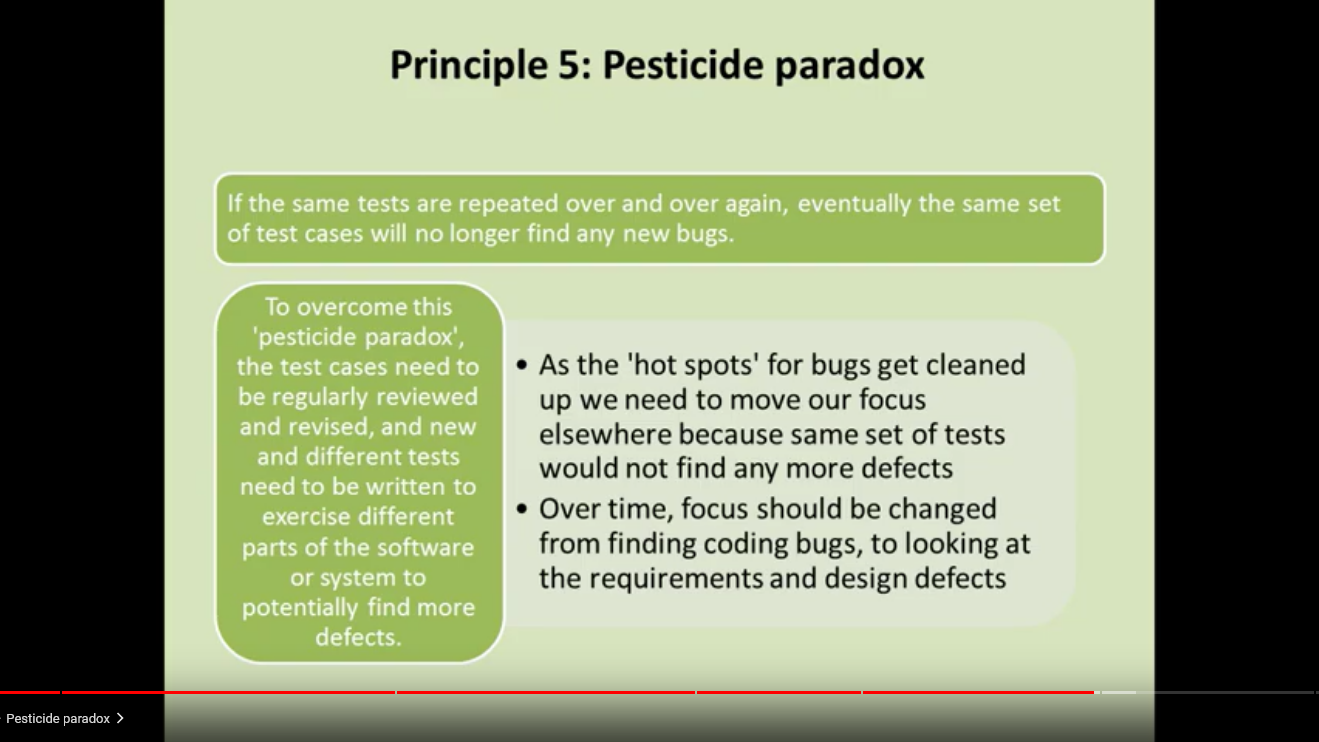 Principle 5: Pesticide paradox
If the same tests are repeated over and over again, eventually the same set
of test cases will no longer find any new bugs.
To overcome this
'pesticide paradox',
the test cases need to
be regularly reviewed
and revised, and new
and different tests
need to be written to
exercise different
parts of the software
or system to
potentially find more
defects.
• As the 'hot spots' for bugs get cleaned
up we need to move our focus
elsewhere because same set of tests
would not find any more defects
• Over time, focus should be changed
from finding coding bugs, to looking at
the requirements and design defects
Pesticide paradox